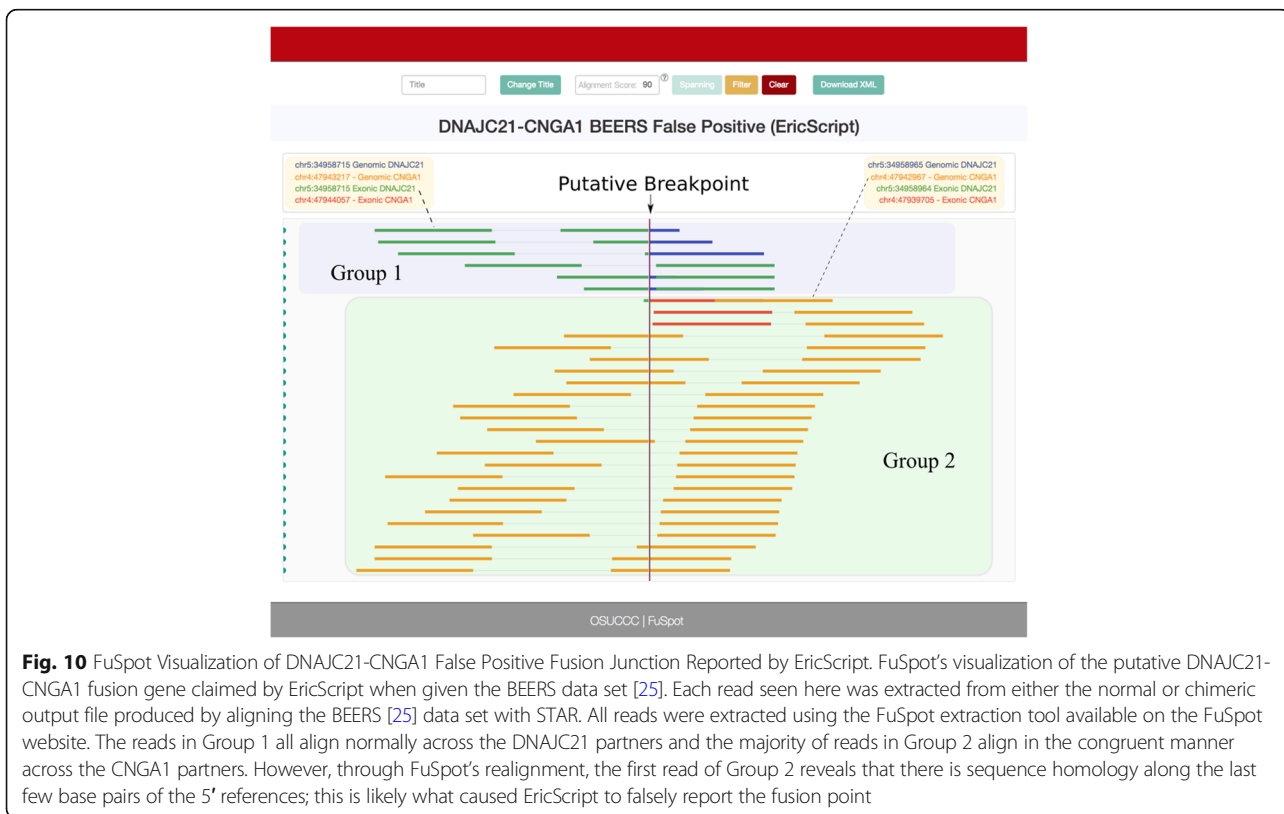 Title
Change Title
Alignment Score: 90
?
Spanning
Filter
Clear
Download XML
DNAJC21-CNGA1 BEERS False Positive (EricScript)
chr5:34958715 Genomic DNAJC21
chr4:47943217 - Genomic CNGA1
chr5:34958715 Exonic DNAJC21
chr4:47944057 - Exonic CNGA1
Putative Breakpoint
chr5:34958965 Genomic DNAJC21
chr4:47942967 - Genomic CNGA1
chr5:34958964 Exonic DNAJC21
chr4:47939705 - Exonic CNGA1
Group 1
Group 2
OSUCCC | FuSpot
Fig. 10 FuSpot Visualization of DNAJC21-CNGA1 False Positive Fusion Junction Reported by EricScript. FuSpot's visualization of the putative DNAJC21-
CNGA1 fusion gene claimed by EricScript when given the BEERS data set [25]. Each read seen here was extracted from either the normal or chimeric
output file produced by aligning the BEERS [25] data set with STAR. All reads were extracted using the FuSpot extraction tool available on the FuSpot
website. The reads in Group 1 all align normally across the DNAJC21 partners and the majority of reads in Group 2 align in the congruent manner
across the CNGA1 partners. However, through FuSpot's realignment, the first read of Group 2 reveals that there is sequence homology along the last
few base pairs of the 5′ references; this is likely what caused EricScript to falsely report the fusion point